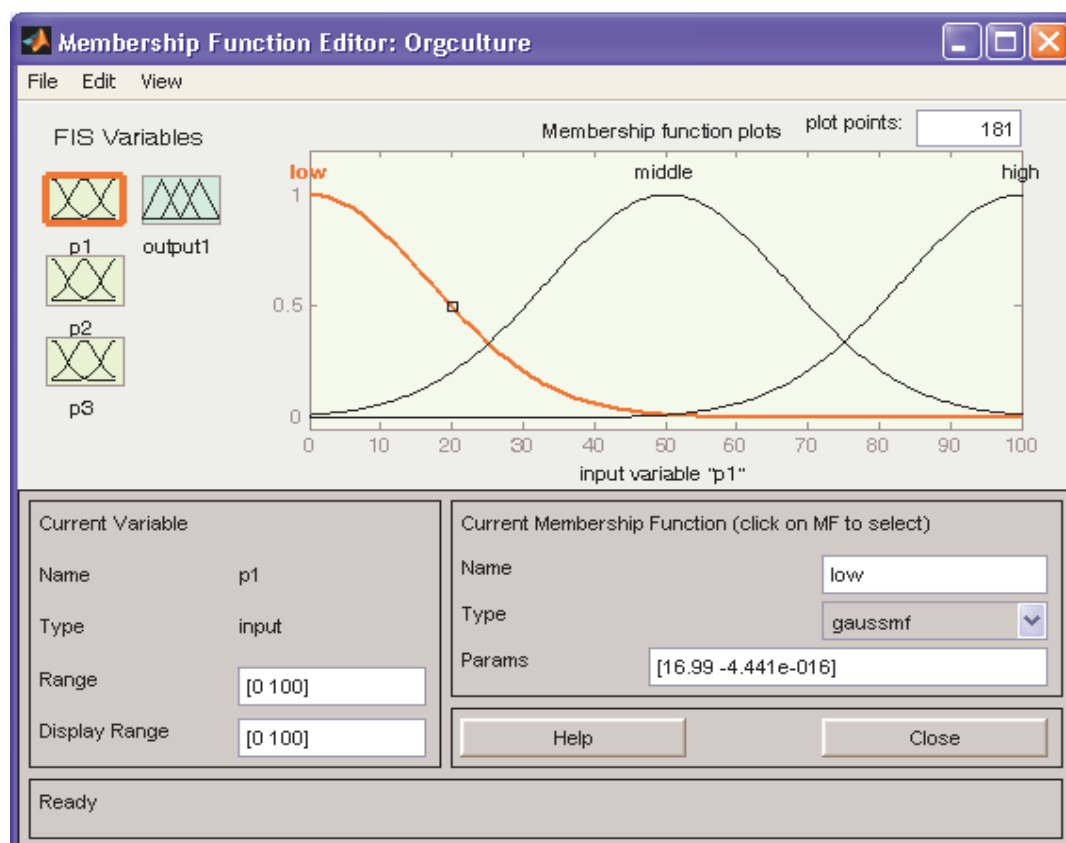 Membership Function Editor: Orgculture
File Edit View
FIS Variables
Membership function plots
plot points:
181
low
middle
high
p1
output1
p2
p3
1
0.5
0
0 10 20 30 40 50 60 70 80 90 100
input variable "p1"
Current Variable
Name p1
Type input
Range [0 100]
Display Range [0 100]
Current Membership Function (click on MF to select)
Name low
Type gaussmf
Params [16.99 -4.441e-016]
Help Close
Ready